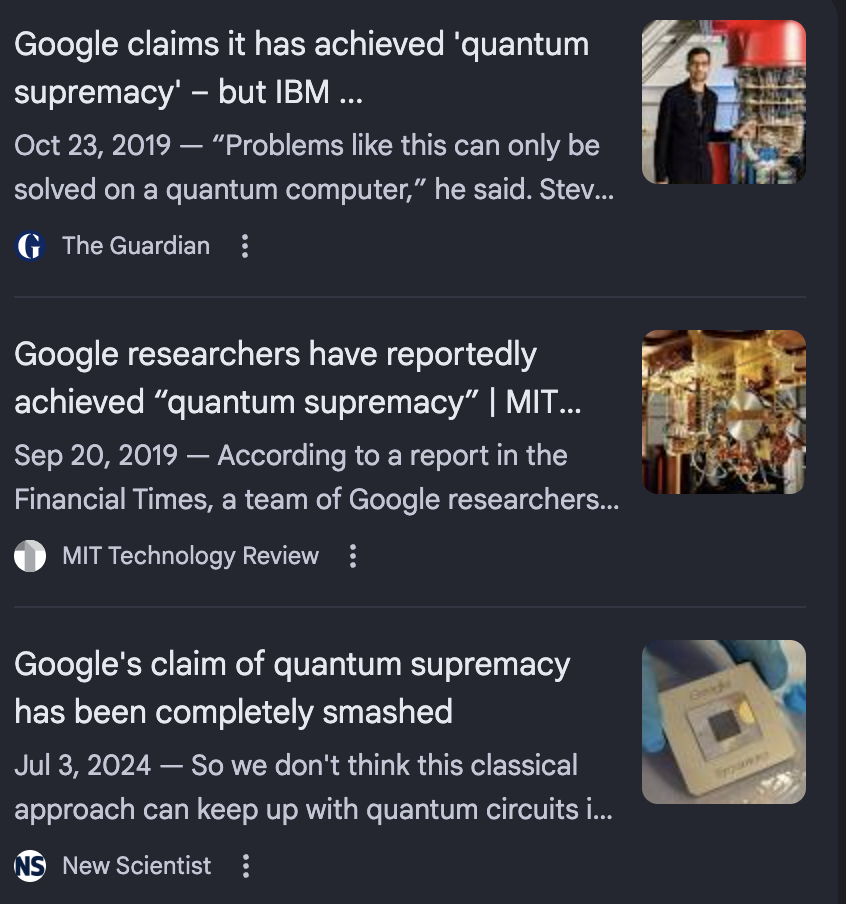 Google claims it has achieved 'quantum
supremacy' – but IBM ...
Oct 23, 2019 — “Problems like this can only be
solved on a quantum computer,” he said. Stev...
G The Guardian
Google researchers have reportedly
achieved “quantum supremacy” | MIT...
Sep 20, 2019 — According to a report in the
Financial Times, a team of Google researchers...
MIT Technology Review
Google's claim of quantum supremacy
has been completely smashed
Google
Jul 3, 2024 — So we don't think this classical
approach can keep up with quantum circuits i...
NS New Scientist